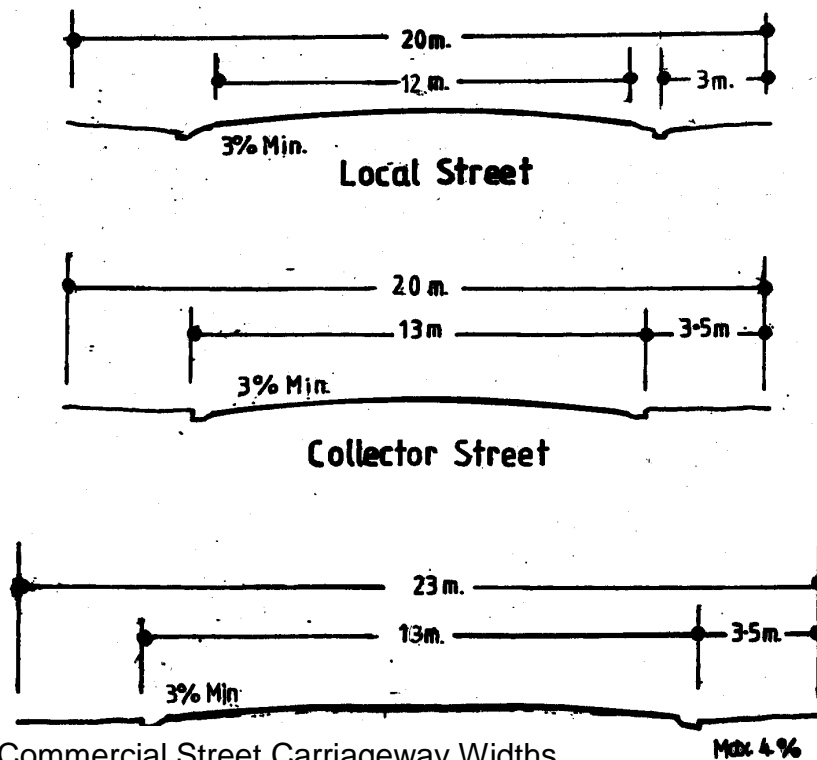 20m.
12 m.
3m.
3% Min.
Local Street
20 m.
13m
3·5m
3% Min.
Collector Street
23 m.
13m.
3·5m.
3% Min
Commercial Street Carriageway Widths
Max 4%